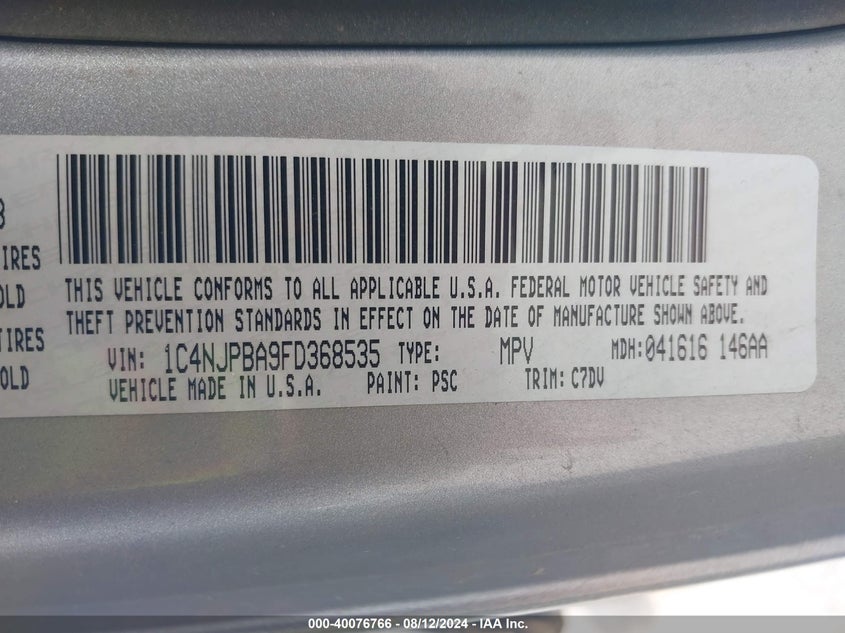 3
IRES
OLD
TIRES
OLD
THIS VEHICLE CONFORMS TO ALL APPLICABLE U.S.A. FEDERAL MOTOR VEHICLE SAFETY AND
THEFT PREVENTION STANDARDS IN EFFECT ON THE DATE OF MANUFACTURE SHOWN ABOVE.
VIN: 1C4NJPBA9FD368535 TYPE: MPV MDH:041616 146AA
VEHICLE MADE IN U.S.A. PAINT: PSC TRIM: C7DV
000-40076766 - 08/12/2024 - IAA Inc.